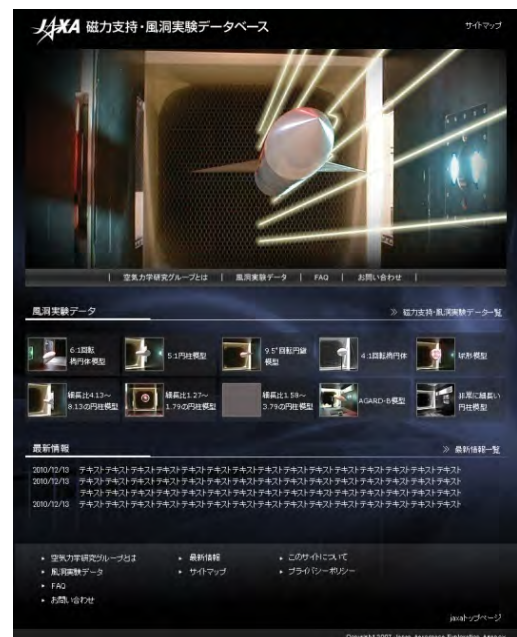 JAXA 磁力支持・風洞実験データベース
サイトマップ
| 空気力学研究グループとは | 風洞実験データ | FAQ | お問い合わせ |
風洞実験データ
≫ 磁力支持・風洞実験データ一覧
6:1回転
楕円体模型
5:1円柱模型
9.5°回転円錐
模型
4:1回転楕円体
球形模型
細長比4.13～
8.13の円柱模型
細長比1.27～
1.79の円柱模型
細長比1.58～
3.79の円柱模型
AGARD-B模型
非常に細長い
円柱模型
最新情報
≫ 最新情報一覧
2010/12/13 テキストテキストテキストテキストテキストテキストテキストテキストテキストテキストテキストテキストテキストテキスト
2010/12/13 テキストテキストテキストテキストテキストテキストテキストテキストテキストテキストテキストテキストテキストテキスト
テキストテキストテキストテキストテキストテキストテキストテキストテキストテキストテキストテキストテキストテキスト
2010/12/13 テキストテキストテキストテキストテキストテキストテキストテキストテキストテキストテキストテキストテキストテキスト
• 空気力学研究グループとは
• 風洞実験データ
• FAQ
• お問い合わせ
• 最新情報
• サイトマップ
• このサイトについて
• プライバシーポリシー
jaxaトップページ
Copyright 2007 Japan Aerospace Exploration Agency